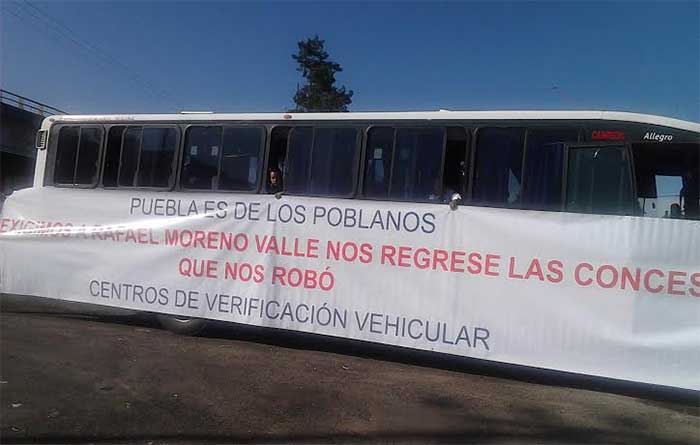 CAMREN
Allegro
PUEBLA ES DE LOS POBLANOS
EXIGIMOS A RAFAEL MORENO VALLE NOS REGRESE LAS CONCES
QUE NOS ROBÓ
CENTROS DE VERIFICACIÓN VEHICULAR